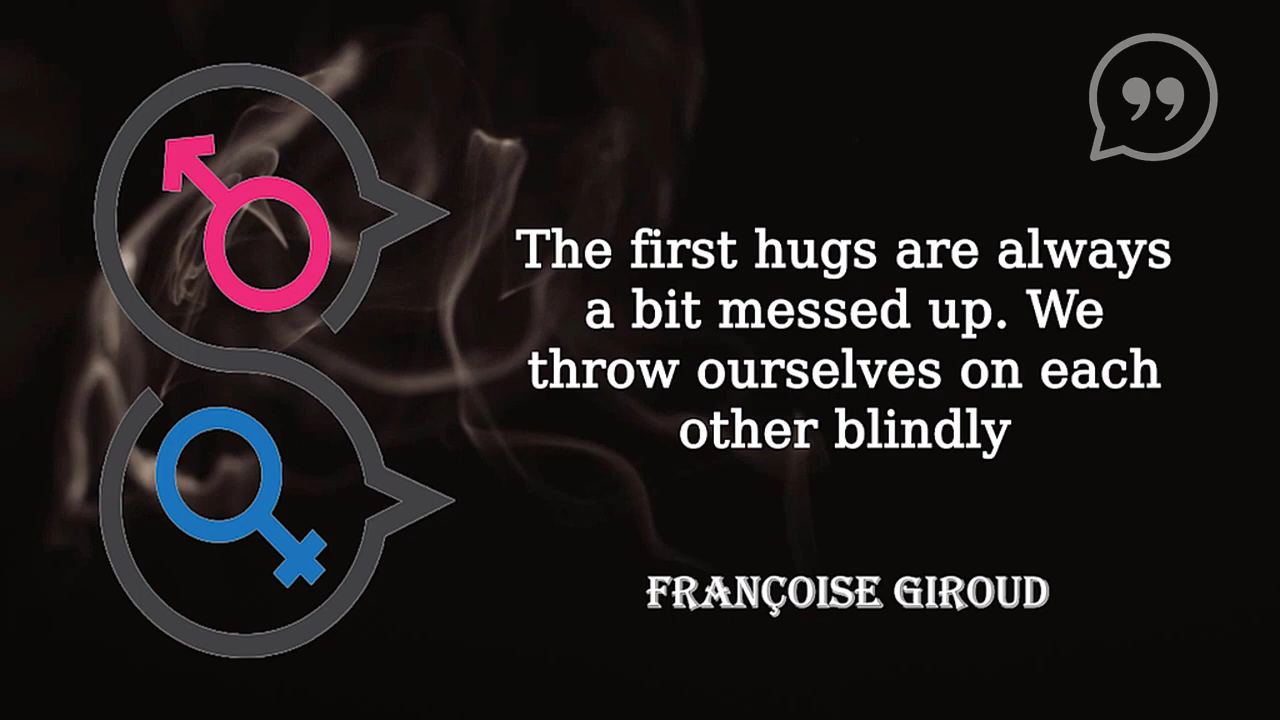 The first hugs are always
a bit messed up. We
throw ourselves on each
other blindly
FRANÇOISE GIROUD